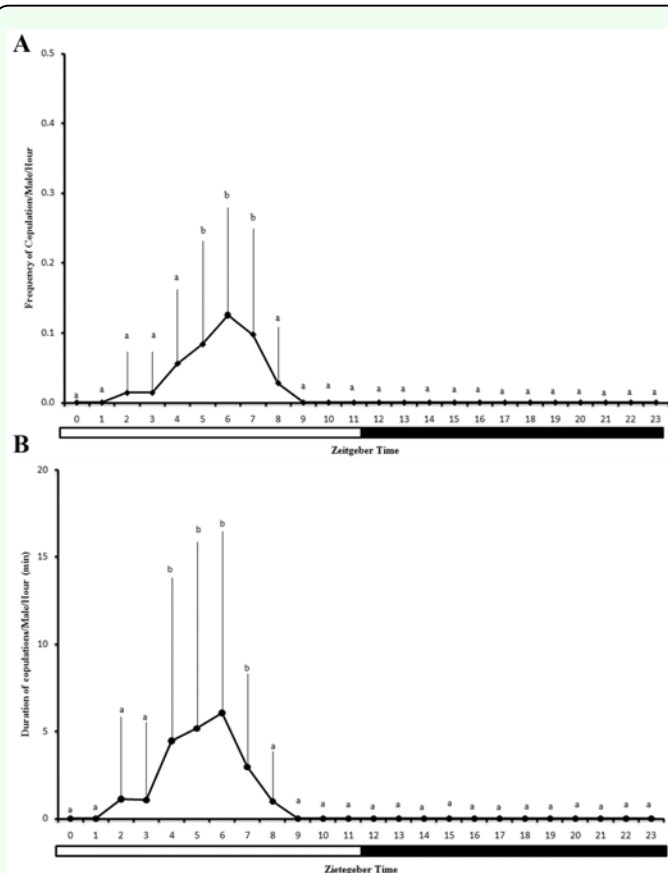 A
Frequency of Copulation/Male/Hour
0.5
0.4
0.3
0.2
0.1
0.0
a a a a a b b b a a a a a a a a a a a a a a a a
0 1 2 3 4 5 6 7 8 9 10 11 12 13 14 15 16 17 18 19 20 21 22 23
Zeitgeber Time
B
Duration of copulations/Male/Hour (min)
20
15
10
5
0
a a a a b b b b a a a a a a a a a a a a a a a a
0 1 2 3 4 5 6 7 8 9 10 11 12 13 14 15 16 17 18 19 20 21 22 23
Zietegeber Time